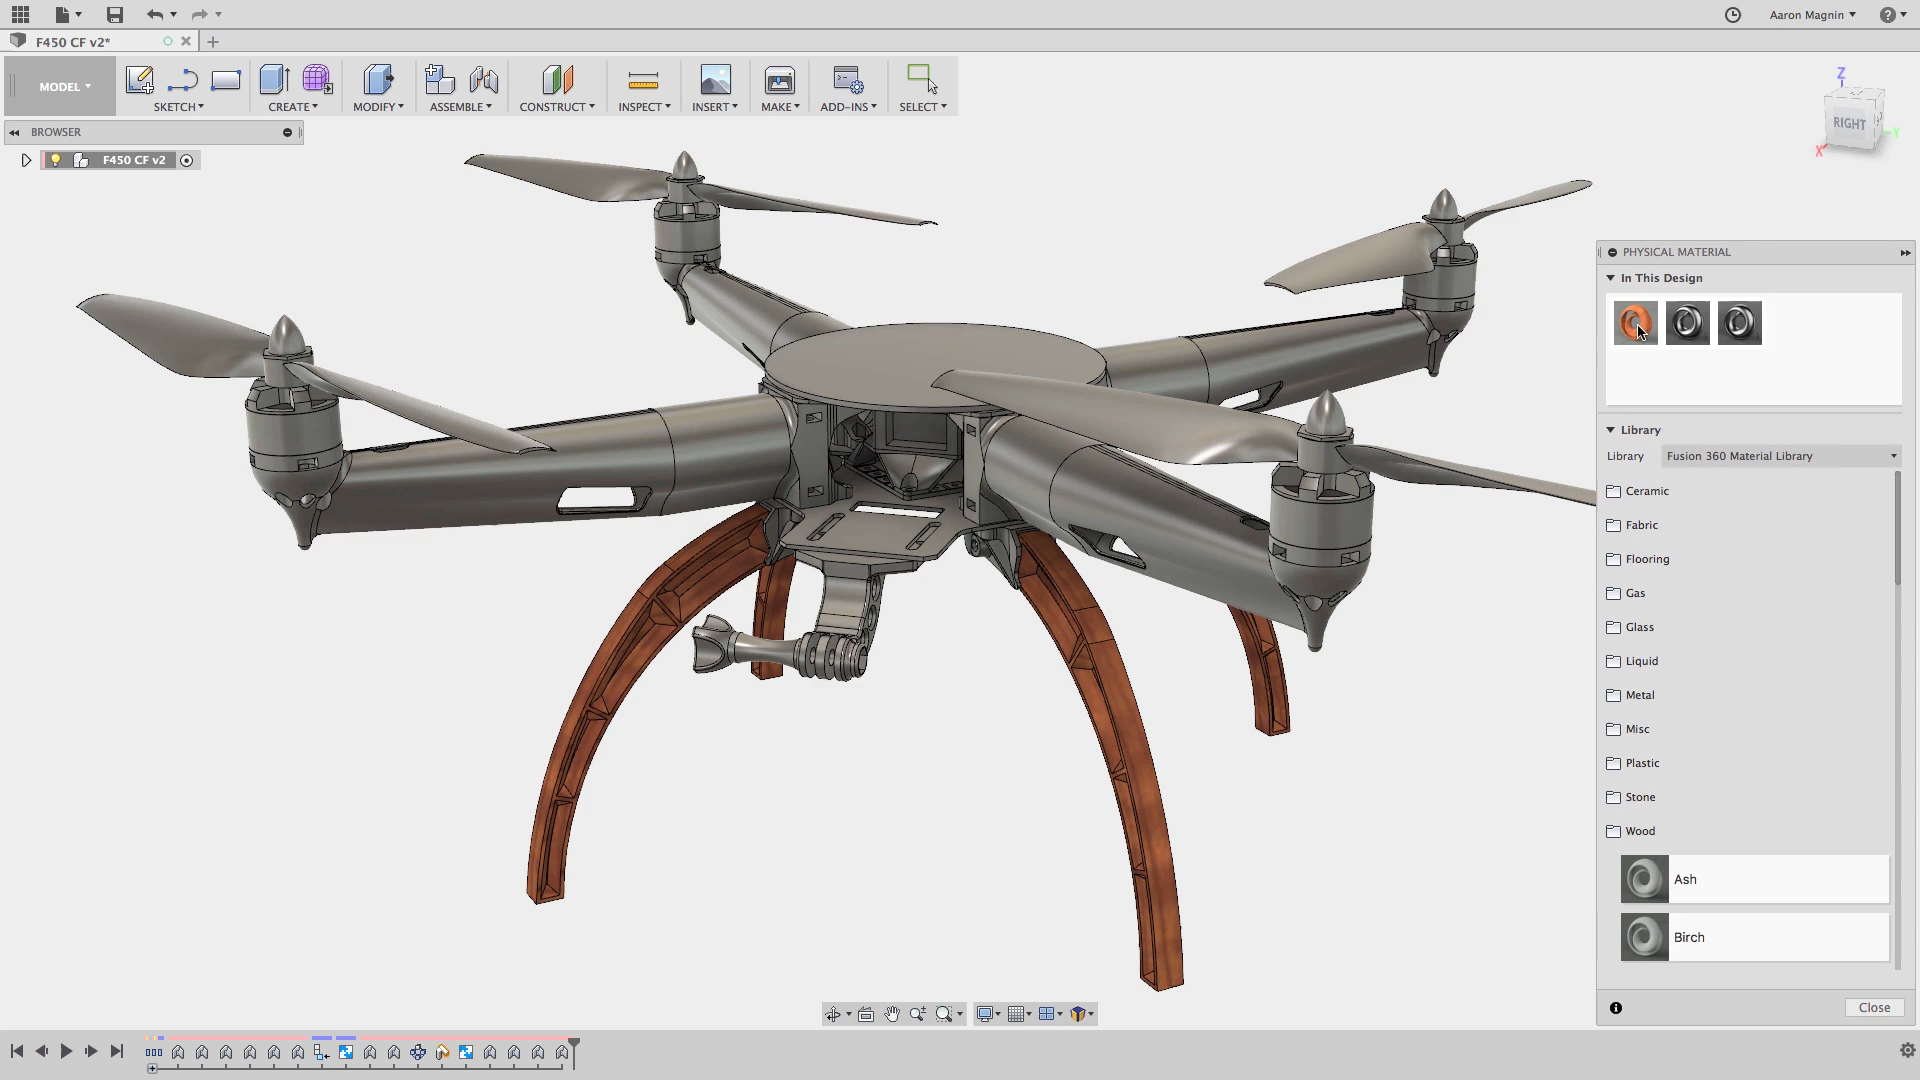 Aaron Magnin
?
F450 CF v2*
MODEL
SKETCH
CREATE
MODIFY
ASSEMBLE
CONSTRUCT
INSPECT
INSERT
MAKE
ADD-INS
SELECT
BROWSER
F450 CF v2
Z
RIGHT
Y
X
PHYSICAL MATERIAL
In This Design
Library
Library Fusion 360 Material Library
Ceramic
Fabric
Flooring
Gas
Glass
Liquid
Metal
Misc
Plastic
Stone
Wood
Ash
Birch
Close